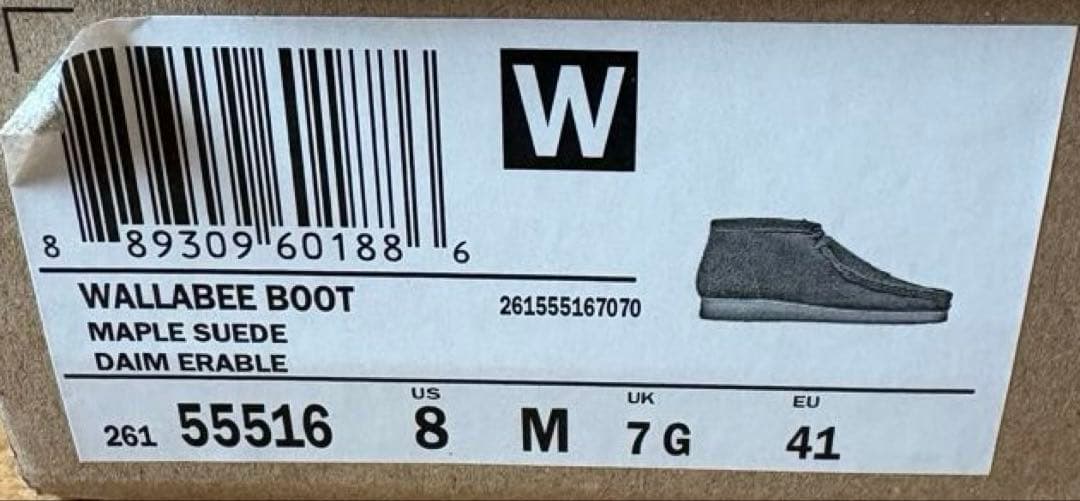 W
8 89309 60188 6
WALLABEE BOOT 261555167070
MAPLE SUEDE
DAIM ERABLE
US UK EU
261 55516 8 M 7 G 41